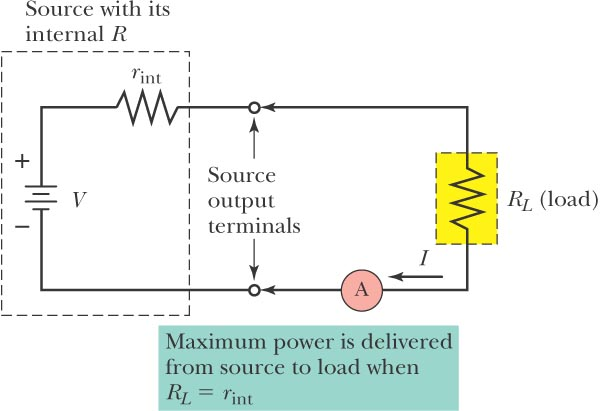 Source with its
internal R
r_int
+
V
−
Source
output
terminals
R_L (load)
I
A
Maximum power is delivered
from source to load when
R_L = r_int